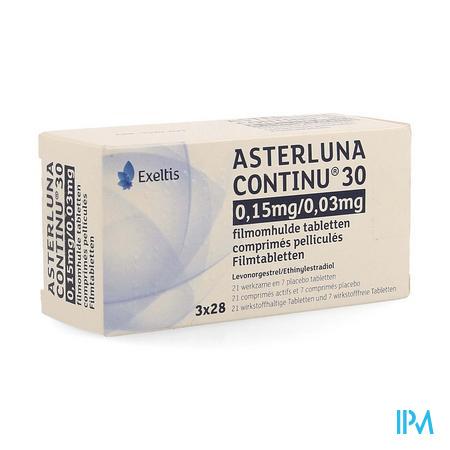 Exeltis
3x28
ASTERLUNA
CONTINU® 30
0,15mg/0,03mg
filmomhulde tabletten
comprimés pelliculés
Filmtabletten
Levonorgestrel/Ethinylestradiol
21 werkzame en 7 placebo tabletten
21 comprimés actifs et 7 comprimés placebo
21 wirkstoffhaltige Tabletten und 7 wirkstofffreie Tabletten
ASTERLUNA
CONTINU® 30
0,15mg/0,03mg
filmomhulde tabletten
comprimés pelliculés
Filmtabletten
IPM